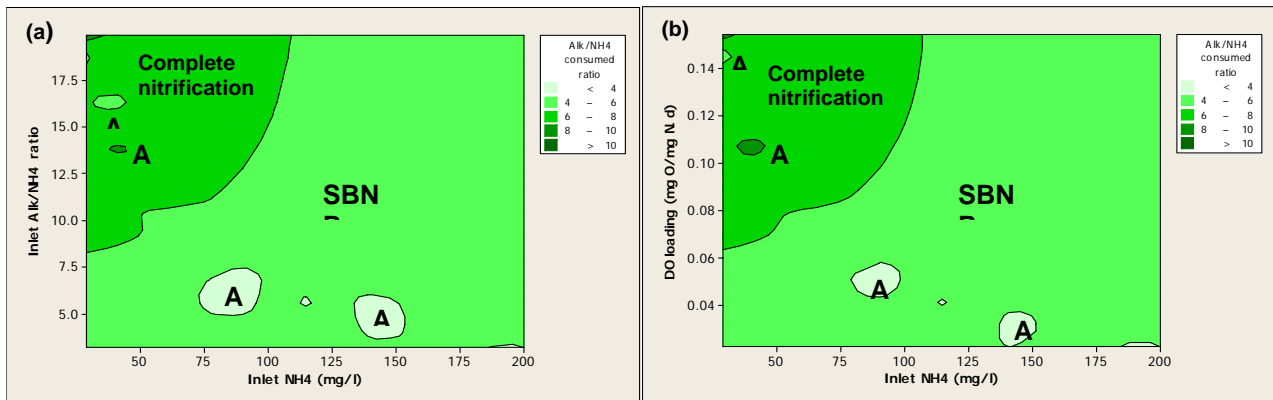 (a)
Alk/NH4
consumed
ratio
< 4
4 – 6
6 – 8
8 – 10
> 10
Complete
nitrification
A
A
SBN
A
A
17.5
15.0
12.5
10.0
7.5
5.0
Inlet Alk/NH4 ratio
50 75 100 125 150 175 200
Inlet NH4 (mg/l)
(b)
Alk/NH4
consumed
ratio
< 4
4 – 6
6 – 8
8 – 10
> 10
A
Complete
nitrification
A
SBN
A
A
0.14
0.12
0.10
0.08
0.06
0.04
DO loading (mg O/mg N. d)
50 75 100 125 150 175 200
Inlet NH4 (mg/l)